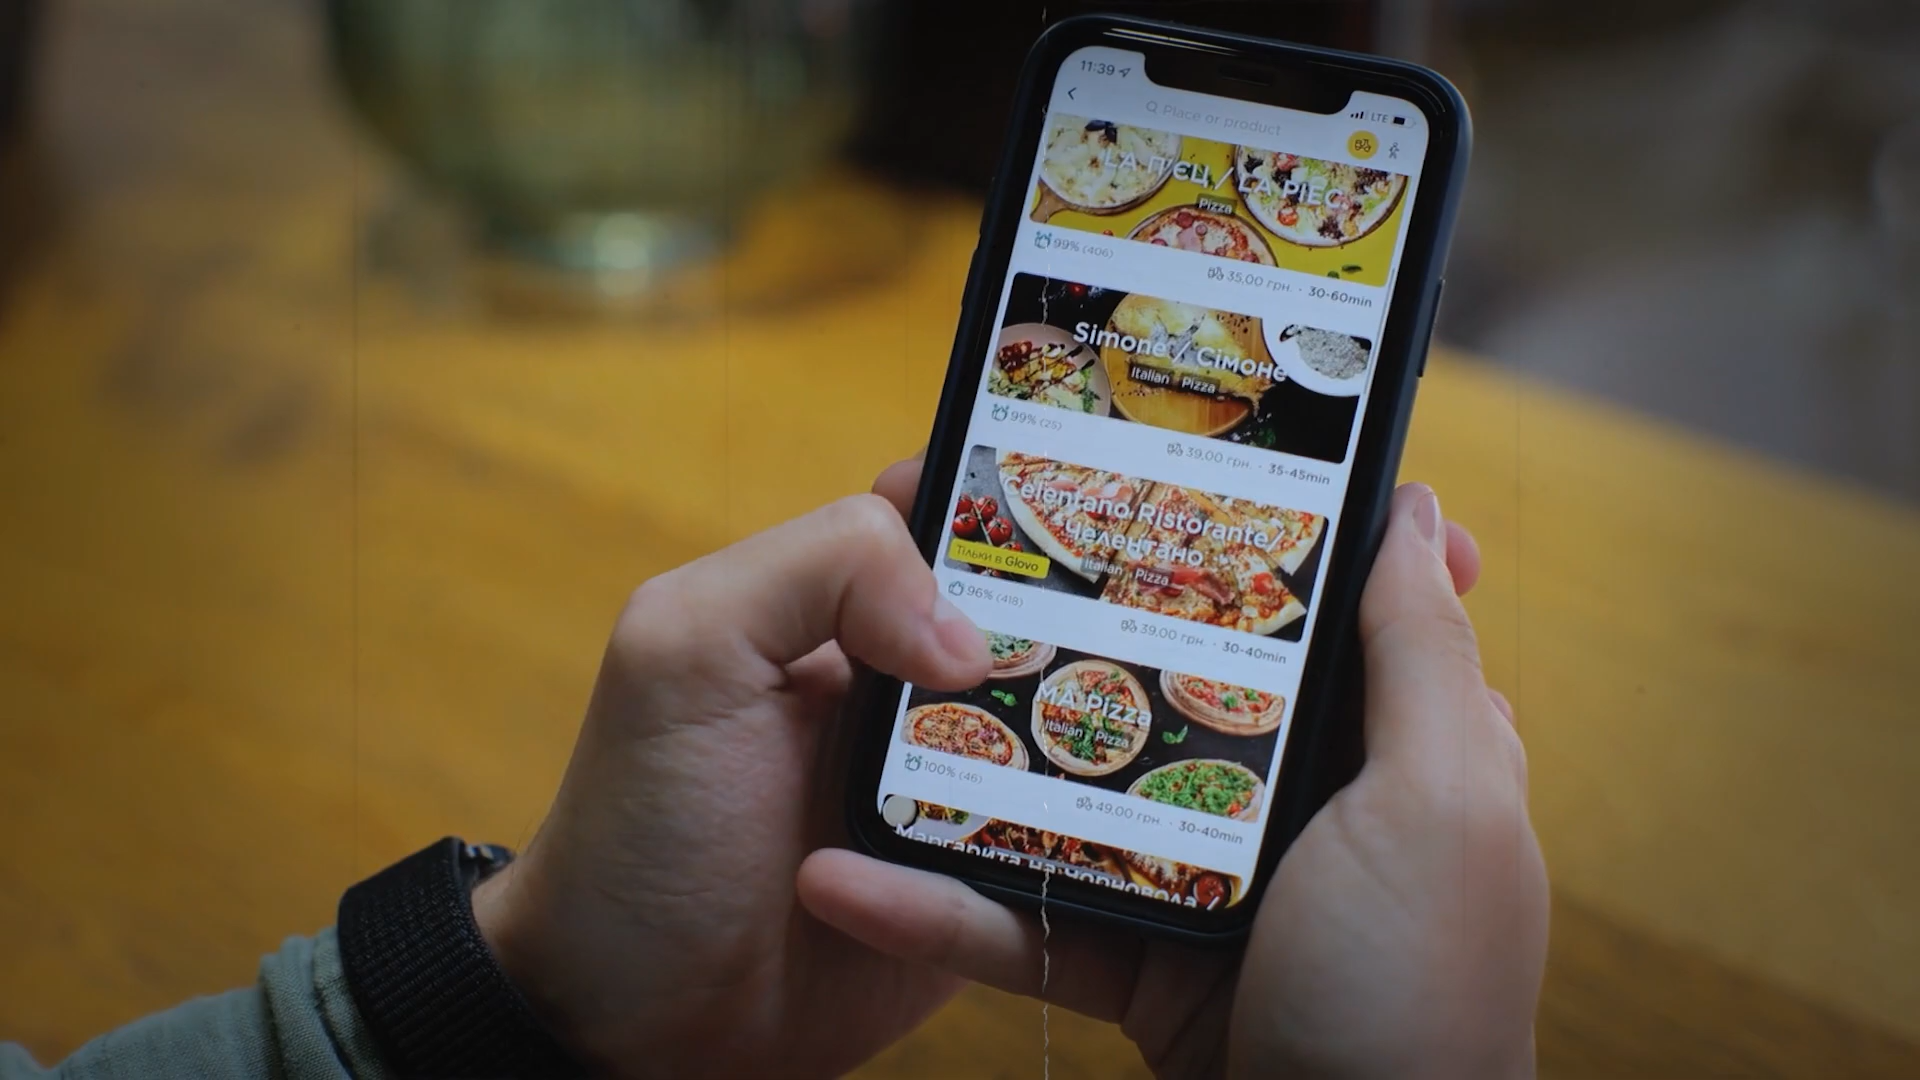 11:39
LTE
Place or product
LA П'ЄЦ / LA PIEC
Pizza
99% (406)
35,00 грн. · 30-60min
Simone / Сімоне
Italian Pizza
99% (25)
39,00 грн. · 35-45min
Celentano Ristorante/
Челентано
Тільки в Glovo
Italian Pizza
96% (418)
39,00 грн. · 30-40min
MA Pizza
Italian Pizza
100% (46)
49,00 грн. · 30-40min
Маргарита на Чорновола /